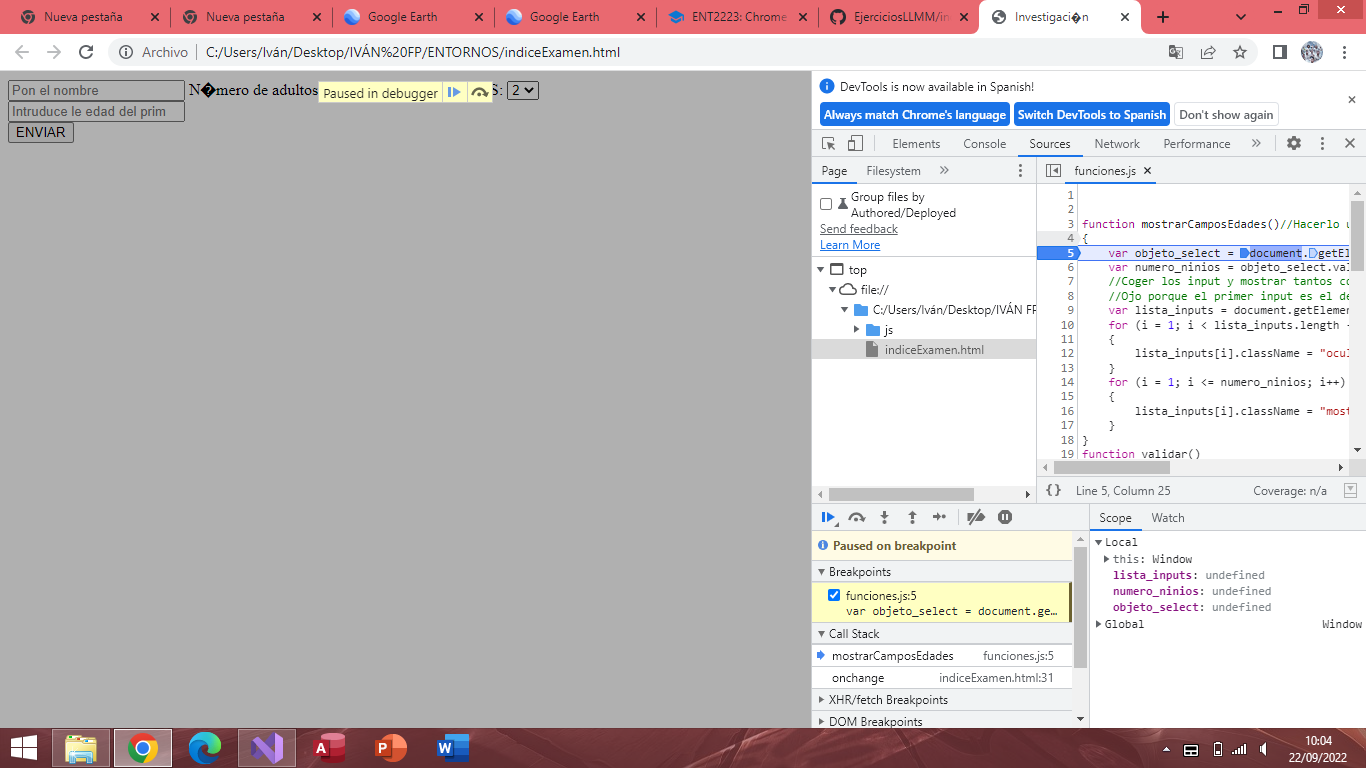 Nueva pestaña
Nueva pestaña
Google Earth
Google Earth
ENT2223: Chrome
EjerciciosLLMM/in
Investigaci�n
Archivo
C:/Users/Iván/Desktop/IVÁN%20FP/ENTORNOS/indiceExamen.html
Pon el nombre
N�mero de adultos
Paused in debugger
S:
2
Introduce le edad del prim
ENVIAR
DevTools is now available in Spanish!
Always match Chrome's language
Switch DevTools to Spanish
Don't show again
Elements
Console
Sources
Network
Performance
Page
Filesystem
funciones.js
Group files by
Authored/Deployed
Send feedback
Learn More
top
file://
C:/Users/Iván/Desktop/IVÁN FP
js
indiceExamen.html
1
2
3 function mostrarCamposEdades()//Hacerlo u
4 {
5 var objeto_select = document.getEl
6 var numero_ninios = objeto_select.val
7 //Coger los input y mostrar tantos co
8 //Ojo porque el primer input es el de
9 var lista_inputs = document.getElemen
10 for (i = 1; i < lista_inputs.length -
11 {
12 lista_inputs[i].className = "ocul
13 }
14 for (i = 1; i <= numero_ninios; i++)
15 {
16 lista_inputs[i].className = "most
17 }
18 }
19 function validar()
{}
Line 5, Column 25
Coverage: n/a
Paused on breakpoint
Breakpoints
funciones.js:5
var objeto_select = document.ge…
Call Stack
mostrarCamposEdades
funciones.js:5
onchange
indiceExamen.html:31
XHR/fetch Breakpoints
DOM Breakpoints
Scope
Watch
Local
this: Window
lista_inputs: undefined
numero_ninios: undefined
objeto_select: undefined
Global
Window
10:04
22/09/2022